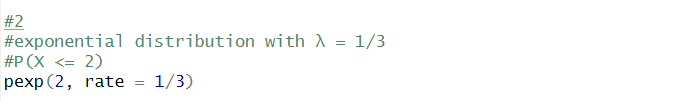 #2
#exponential distribution with λ = 1/3
#P(X <= 2)
pexp(2, rate = 1/3)